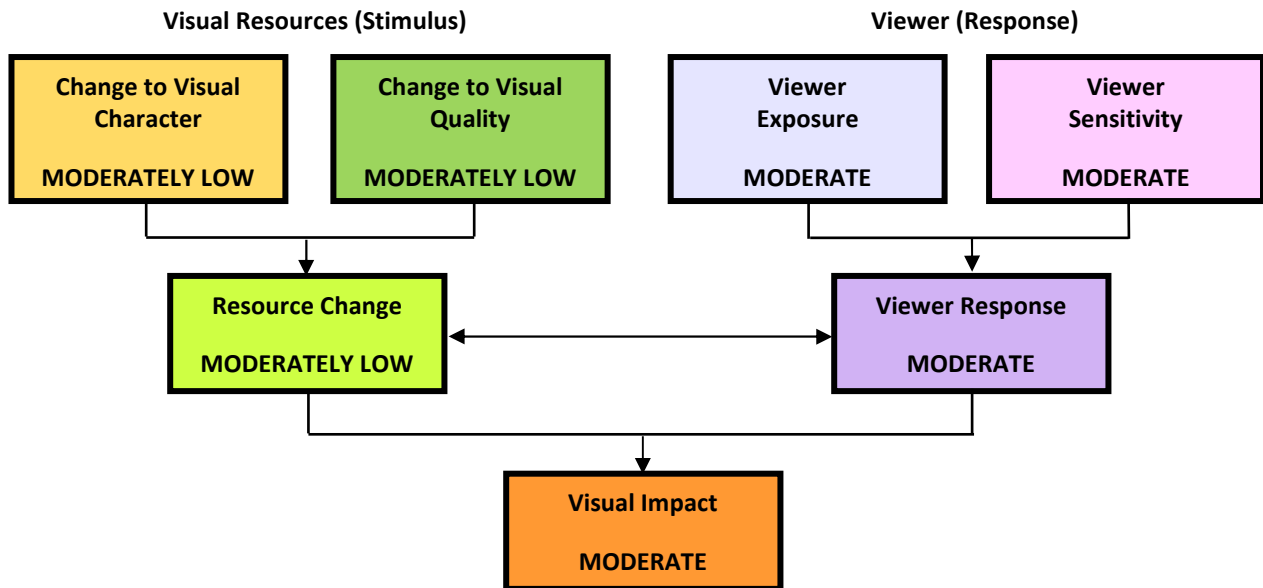 Visual Resources (Stimulus)
Viewer (Response)
Change to Visual
Character
MODERATELY LOW
Change to Visual
Quality
MODERATELY LOW
Viewer
Exposure
MODERATE
Viewer
Sensitivity
MODERATE
Resource Change
MODERATELY LOW
Viewer Response
MODERATE
Visual Impact
MODERATE